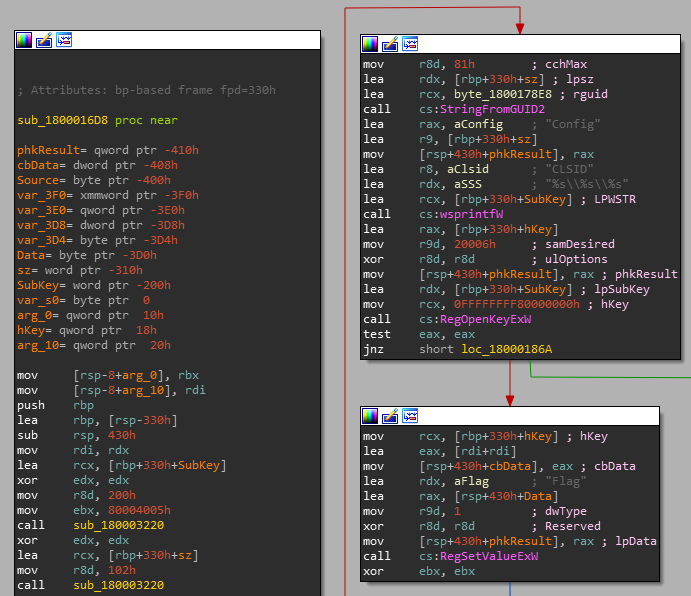 ; Attributes: bp-based frame fpd=330h
sub_1800016D8 proc near
phkResult= qword ptr -410h
cbData= dword ptr -408h
Source= byte ptr -400h
var_3F0= xmmword ptr -3F0h
var_3E0= qword ptr -3E0h
var_3D8= dword ptr -3D8h
var_3D4= byte ptr -3D4h
Data= byte ptr -3D0h
sz= word ptr -310h
SubKey= word ptr -200h
var_s0= byte ptr  0
arg_0= qword ptr  10h
hKey= qword ptr  18h
arg_10= qword ptr  20h
mov     [rsp-8+arg_0], rbx
mov     [rsp-8+arg_10], rdi
push    rbp
lea     rbp, [rsp-330h]
sub     rsp, 430h
mov     rdi, rdx
lea     rcx, [rbp+330h+SubKey]
xor     edx, edx
mov     r8d, 200h
mov     ebx, 80004005h
call    sub_180003220
xor     edx, edx
lea     rcx, [rbp+330h+sz]
mov     r8d, 102h
call    sub_180003220
mov     r8d, 81h        ; cchMax
lea     rdx, [rbp+330h+sz] ; lpsz
lea     rcx, byte_1800178E8 ; rguid
call    cs:StringFromGUID2
lea     rax, aConfig    ; "Config"
lea     r9, [rbp+330h+sz]
mov     [rsp+430h+phkResult], rax
lea     r8, aClsid      ; "CLSID"
lea     rdx, aSSS       ; "%s\\%s\\%s"
lea     rcx, [rbp+330h+SubKey] ; LPWSTR
call    cs:wsprintfW
lea     rax, [rbp+330h+hKey]
mov     r9d, 20006h     ; samDesired
xor     r8d, r8d        ; ulOptions
mov     [rsp+430h+phkResult], rax ; phkResult
lea     rdx, [rbp+330h+SubKey] ; lpSubKey
mov     rcx, 0FFFFFFFF80000000h ; hKey
call    cs:RegOpenKeyExW
test    eax, eax
jnz     short loc_18000186A
mov     rcx, [rbp+330h+hKey] ; hKey
lea     eax, [rdi+rdi]
mov     [rsp+430h+cbData], eax ; cbData
lea     rdx, aFlag      ; "Flag"
lea     rax, [rsp+430h+Data]
mov     r9d, 1          ; dwType
xor     r8d, r8d        ; Reserved
mov     [rsp+430h+phkResult], rax ; lpData
call    cs:RegSetValueExW
xor     ebx, ebx